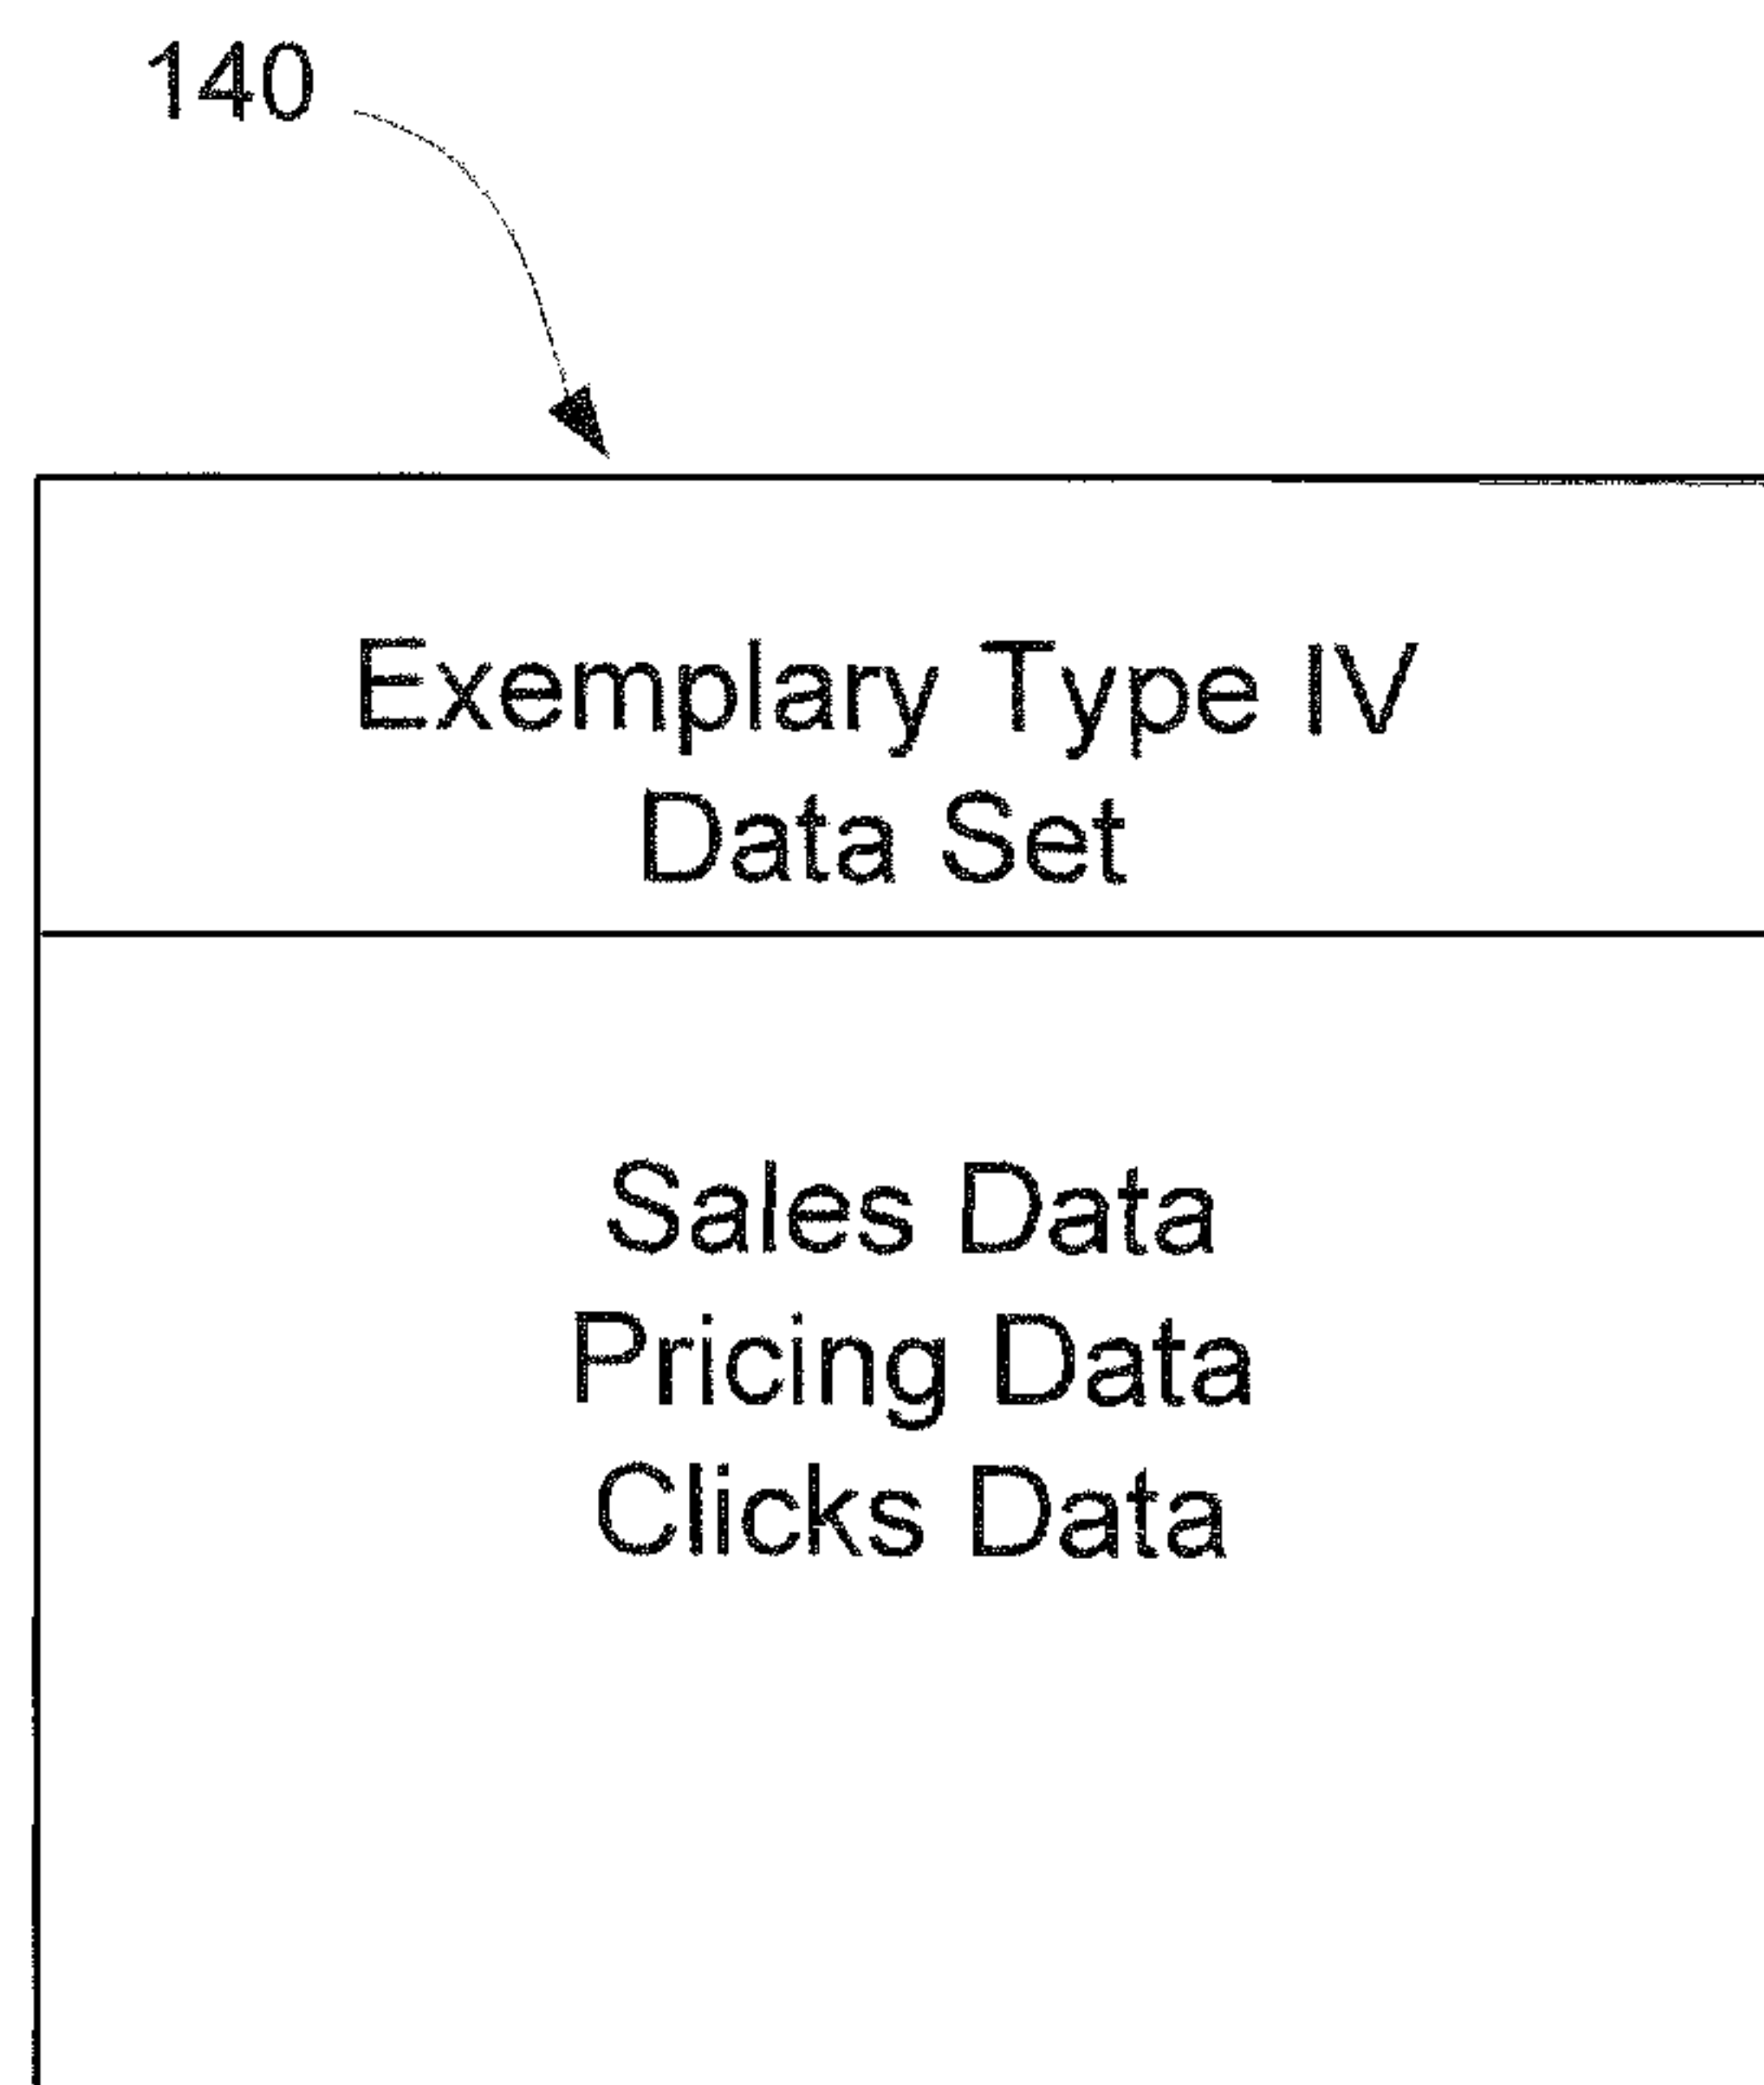 140
Exemplary Type IV
Data Set
Sales Data
Pricing Data
Clicks Data